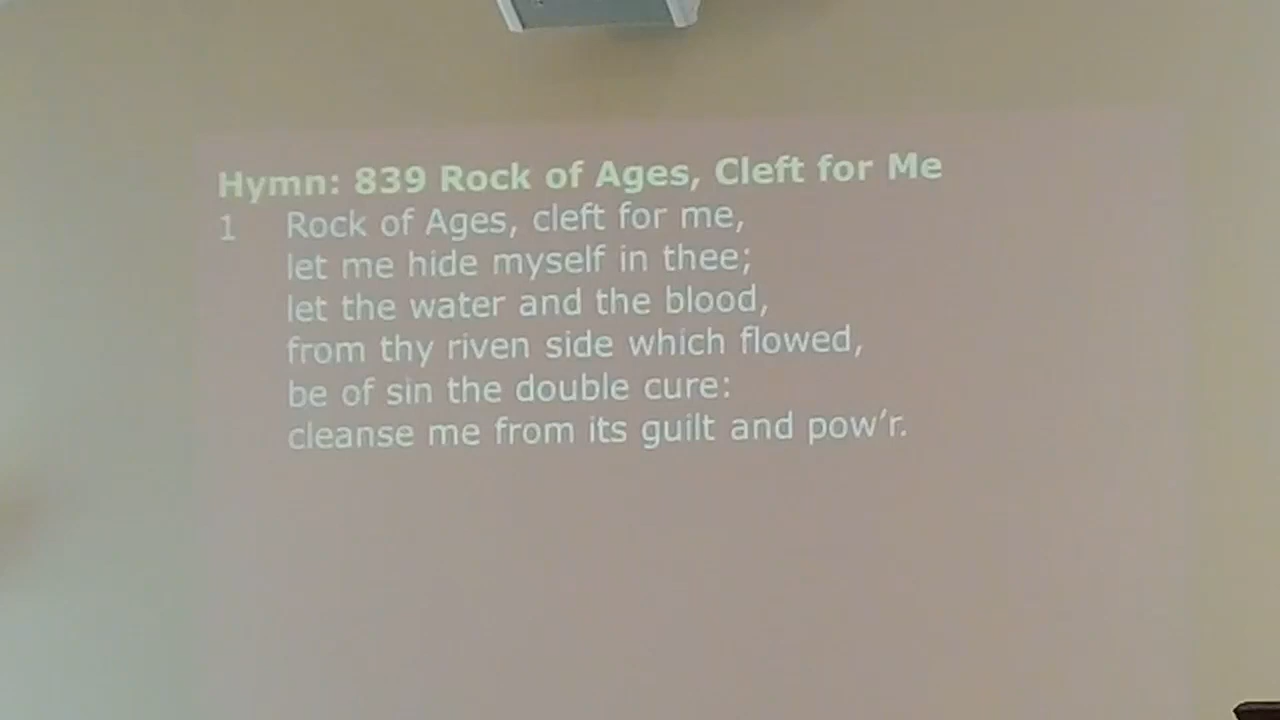 Hymn: 839 Rock of Ages, Cleft for Me
1 Rock of Ages, cleft for me,
let me hide myself in thee;
let the water and the blood,
from thy riven side which flowed,
be of sin the double cure:
cleanse me from its guilt and pow’r.